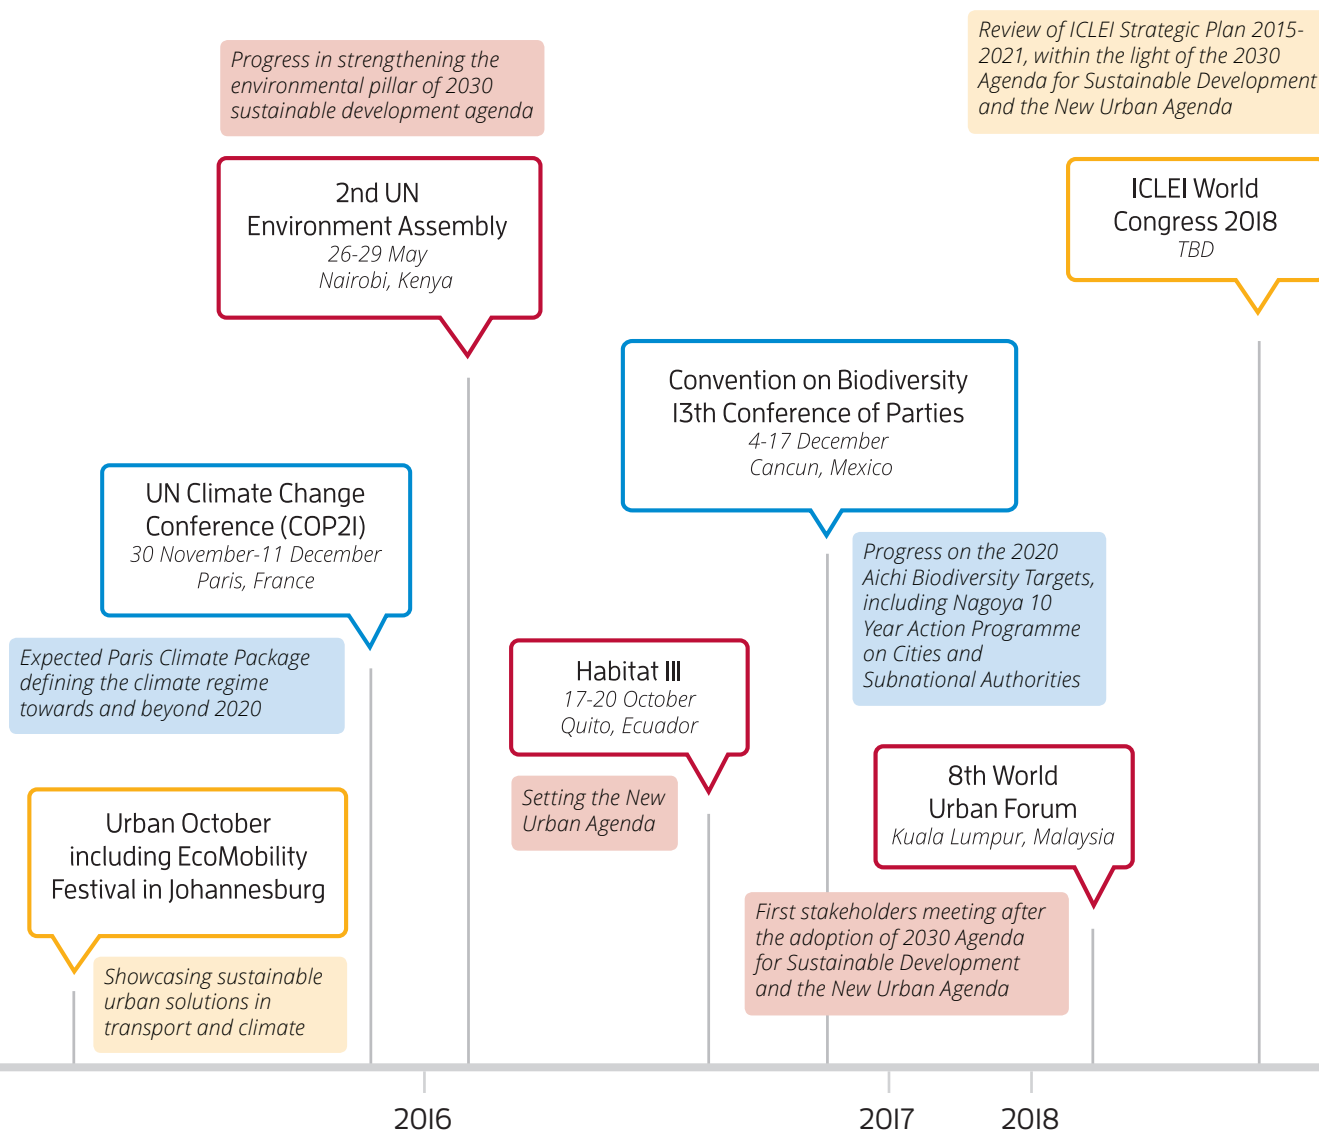 Review of ICLEI Strategic Plan 2015-
2021, within the light of the 2030
Agenda for Sustainable Development
and the New Urban Agenda
Progress in strengthening the
environmental pillar of 2030
sustainable development agenda
2nd UN
Environment Assembly
26-29 May
Nairobi, Kenya
ICLEI World
Congress 2018
TBD
Convention on Biodiversity
13th Conference of Parties
4-17 December
Cancun, Mexico
UN Climate Change
Conference (COP21)
30 November-11 December
Paris, France
Progress on the 2020
Aichi Biodiversity Targets,
including Nagoya 10
Year Action Programme
on Cities and
Subnational Authorities
Expected Paris Climate Package
defining the climate regime
towards and beyond 2020
Habitat III
17-20 October
Quito, Ecuador
8th World
Urban Forum
Kuala Lumpur, Malaysia
Setting the New
Urban Agenda
Urban October
including EcoMobility
Festival in Johannesburg
First stakeholders meeting after
the adoption of 2030 Agenda
for Sustainable Development
and the New Urban Agenda
Showcasing sustainable
urban solutions in
transport and climate
2016
2017
2018